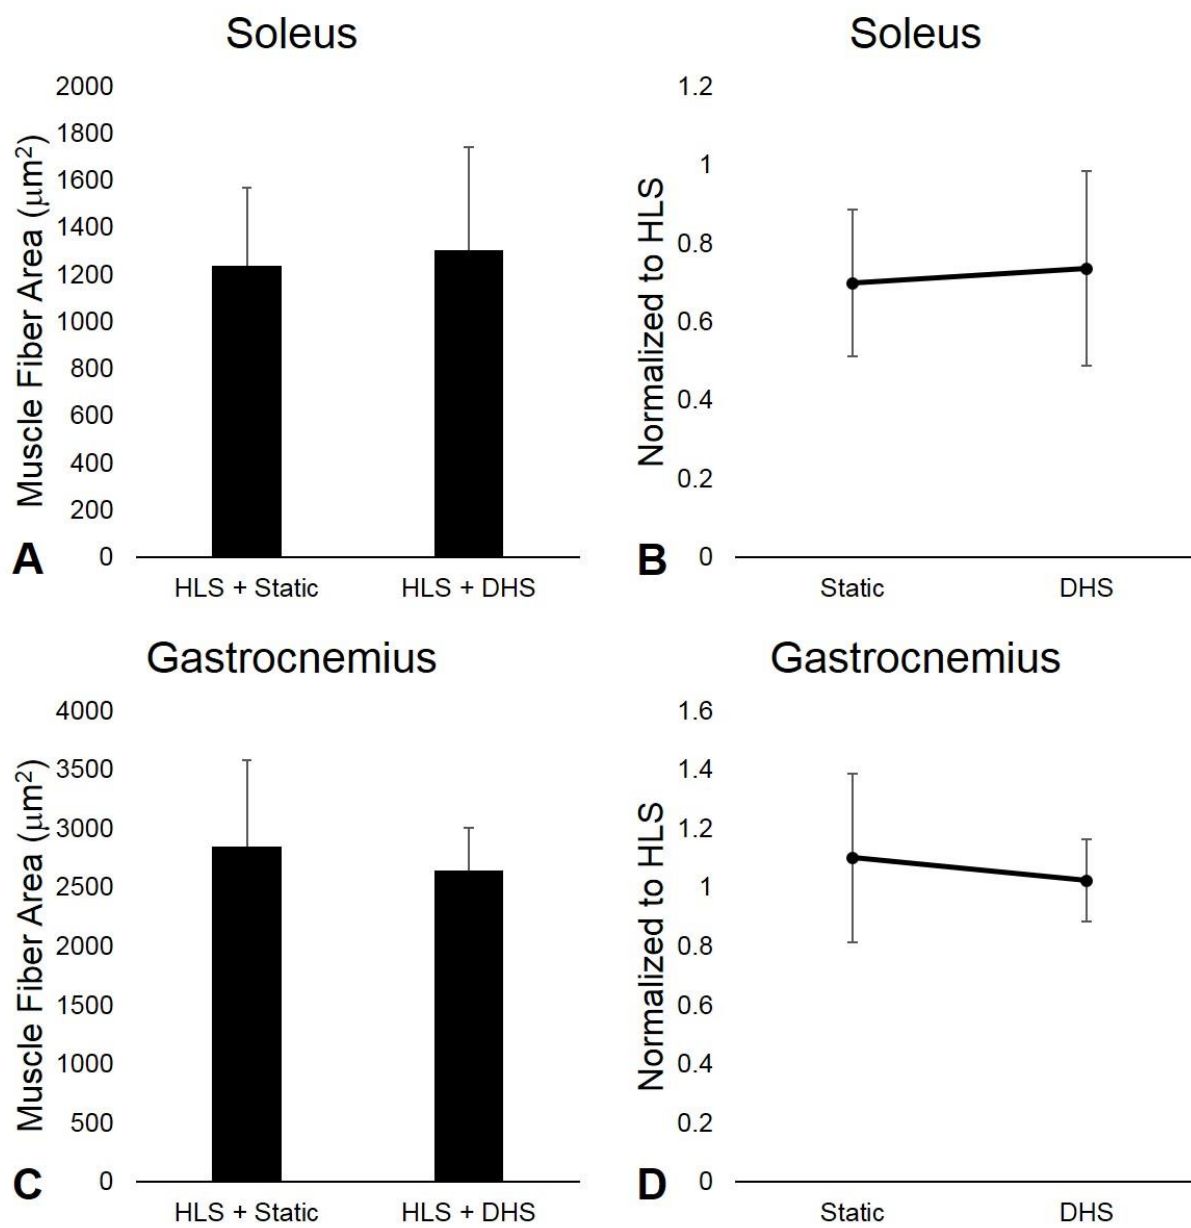 Soleus
Muscle Fiber Area (μm²)
2000
1800
1600
1400
1200
1000
800
600
400
200
0
HLS + Static
HLS + DHS
A
Soleus
Normalized to HLS
1.2
1
0.8
0.6
0.4
0.2
0
Static
DHS
B
Gastrocnemius
Muscle Fiber Area (μm²)
4000
3500
3000
2500
2000
1500
1000
500
0
HLS + Static
HLS + DHS
C
Gastrocnemius
Normalized to HLS
1.6
1.4
1.2
1
0.8
0.6
0.4
0.2
0
Static
DHS
D